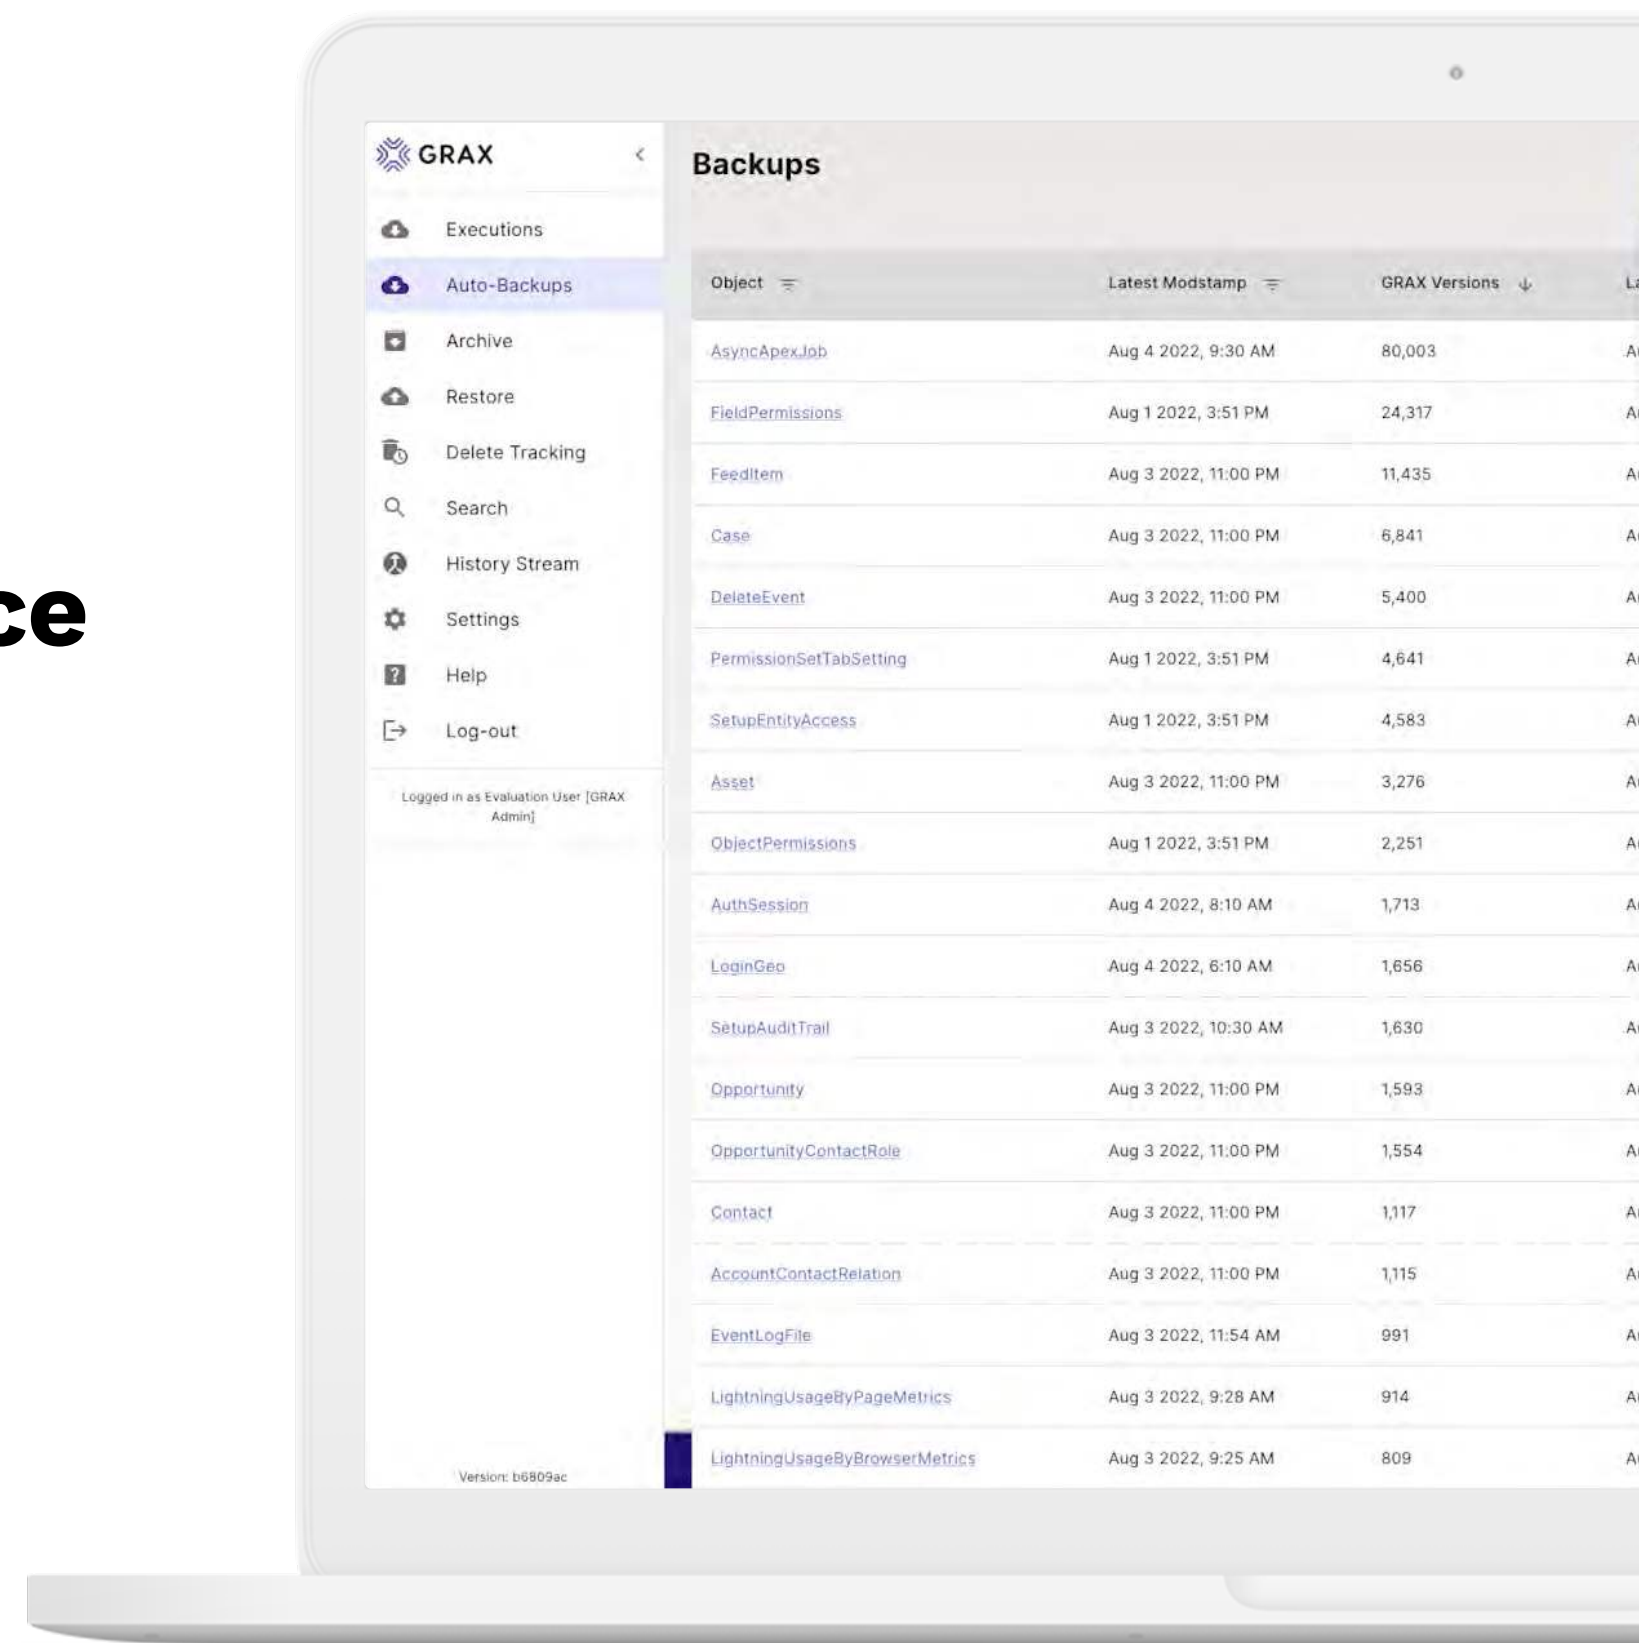 ce
GRAX
Executions
Auto-Backups
Archive
Restore
Delete Tracking
Search
History Stream
Settings
Help
Log-out
Logged in as Evaluation User [GRAX
Admin]
Version: b6809ac
Backups
Object Latest Modstamp GRAX Versions La
AsyncApexJob Aug 4 2022, 9:30 AM 80,003
FieldPermissions Aug 1 2022, 3:51 PM 24,317
FeedItem Aug 3 2022, 11:00 PM 11,435
Case Aug 3 2022, 11:00 PM 6,841
DeleteEvent Aug 3 2022, 11:00 PM 5,400
PermissionSetTabSetting Aug 1 2022, 3:51 PM 4,641
SetupEntityAccess Aug 1 2022, 3:51 PM 4,583
Asset Aug 3 2022, 11:00 PM 3,276
ObjectPermissions Aug 1 2022, 3:51 PM 2,251
AuthSession Aug 4 2022, 8:10 AM 1,713
LoginGeo Aug 4 2022, 6:10 AM 1,656
SetupAuditTrail Aug 3 2022, 10:30 AM 1,630
Opportunity Aug 3 2022, 11:00 PM 1,593
OpportunityContactRole Aug 3 2022, 11:00 PM 1,554
Contact Aug 3 2022, 11:00 PM 1,117
AccountContactRelation Aug 3 2022, 11:00 PM 1,115
EventLogFile Aug 3 2022, 11:54 AM 991
LightningUsageByPageMetrics Aug 3 2022, 9:28 AM 914
LightningUsageByBrowserMetrics Aug 3 2022, 9:25 AM 809